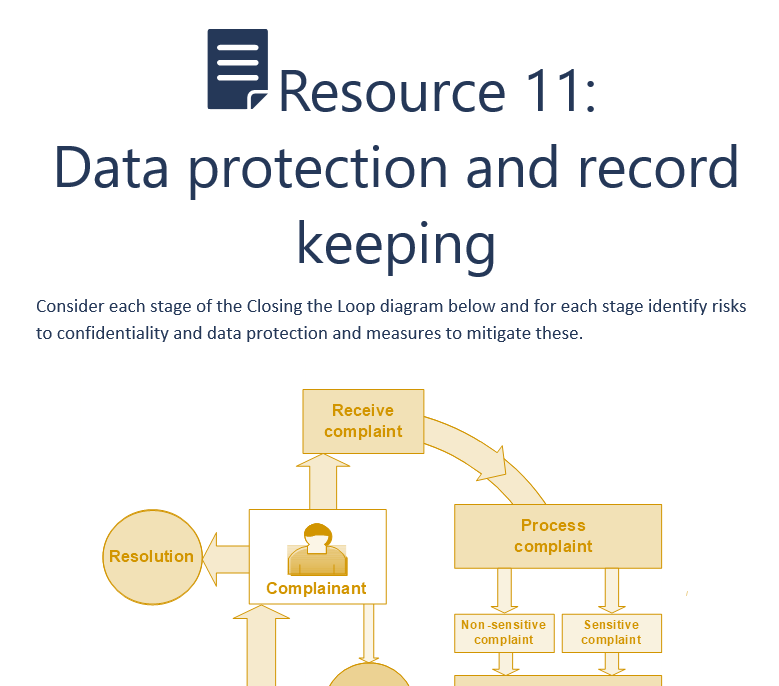 Resource 11:
Data protection and record
keeping
Consider each stage of the Closing the Loop diagram below and for each stage identify risks
to confidentiality and data protection and measures to mitigate these.
Receive
complaint
Process
complaint
Resolution
Complainant
Non-sensitive
complaint
Sensitive
complaint